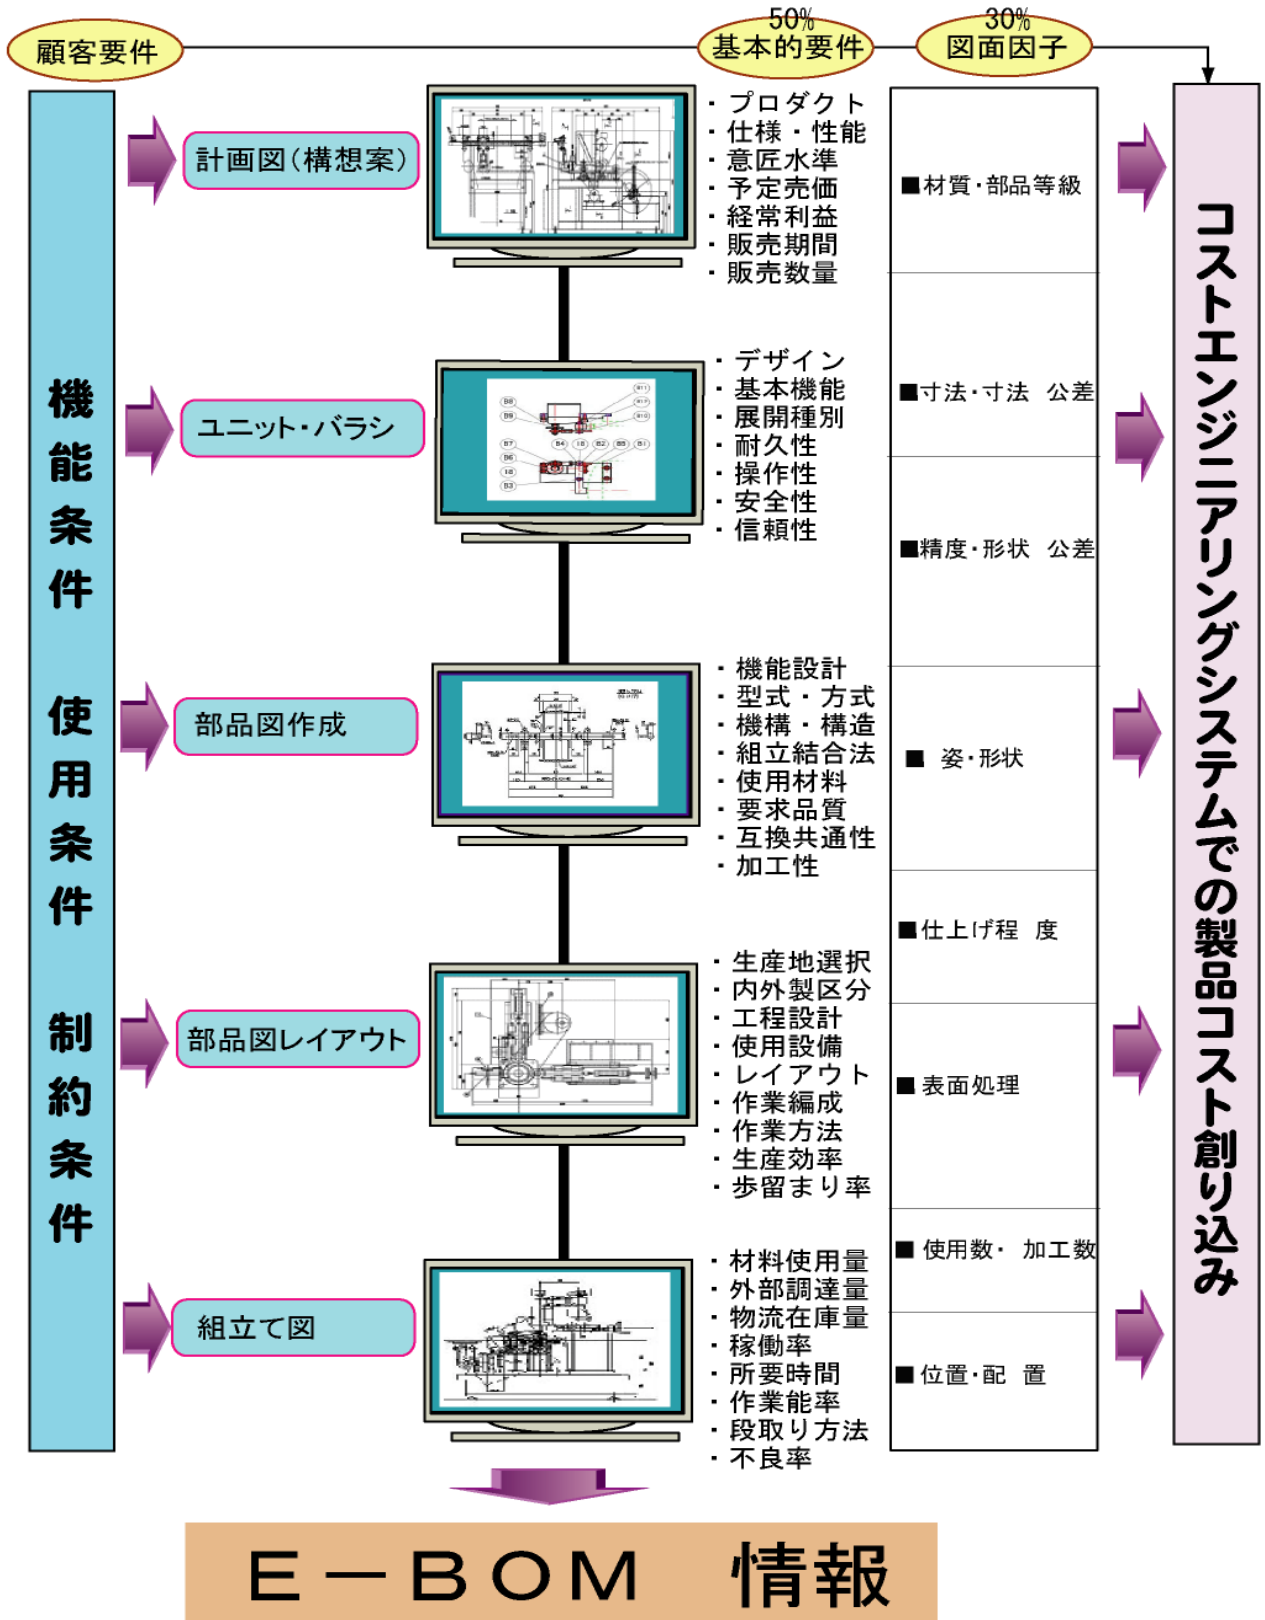 顧客要件
50%
基本的要件
30%
図面因子
機能条件 使用条件 制約条件
計画図(構想案)
・プロダクト
・仕様・性能
・意匠水準
・予定売価
・経常利益
・販売期間
・販売数量
ユニット・バラシ
・デザイン
・基本機能
・展開種別
・耐久性
・操作性
・安全性
・信頼性
部品図作成
・機能設計
・型式・方式
・機構・構造
・組立結合法
・使用材料
・要求品質
・互換共通性
・加工性
部品図レイアウト
・生産地選択
・内外製区分
・工程設計
・使用設備
・レイアウト
・作業編成
・作業方法
・生産効率
・歩留まり率
組立て図
・材料使用量
・外部調達量
・物流在庫量
・稼働率
・所要時間
・作業能率
・段取り方法
・不良率
■材質・部品等級
■寸法・寸法 公差
■精度・形状 公差
■ 姿・形状
■仕上げ程 度
■表面処理
■使用数・ 加工数
■位置・配 置
コストエンジニアリングシステムでの製品コスト創り込み
E－BOM 情報